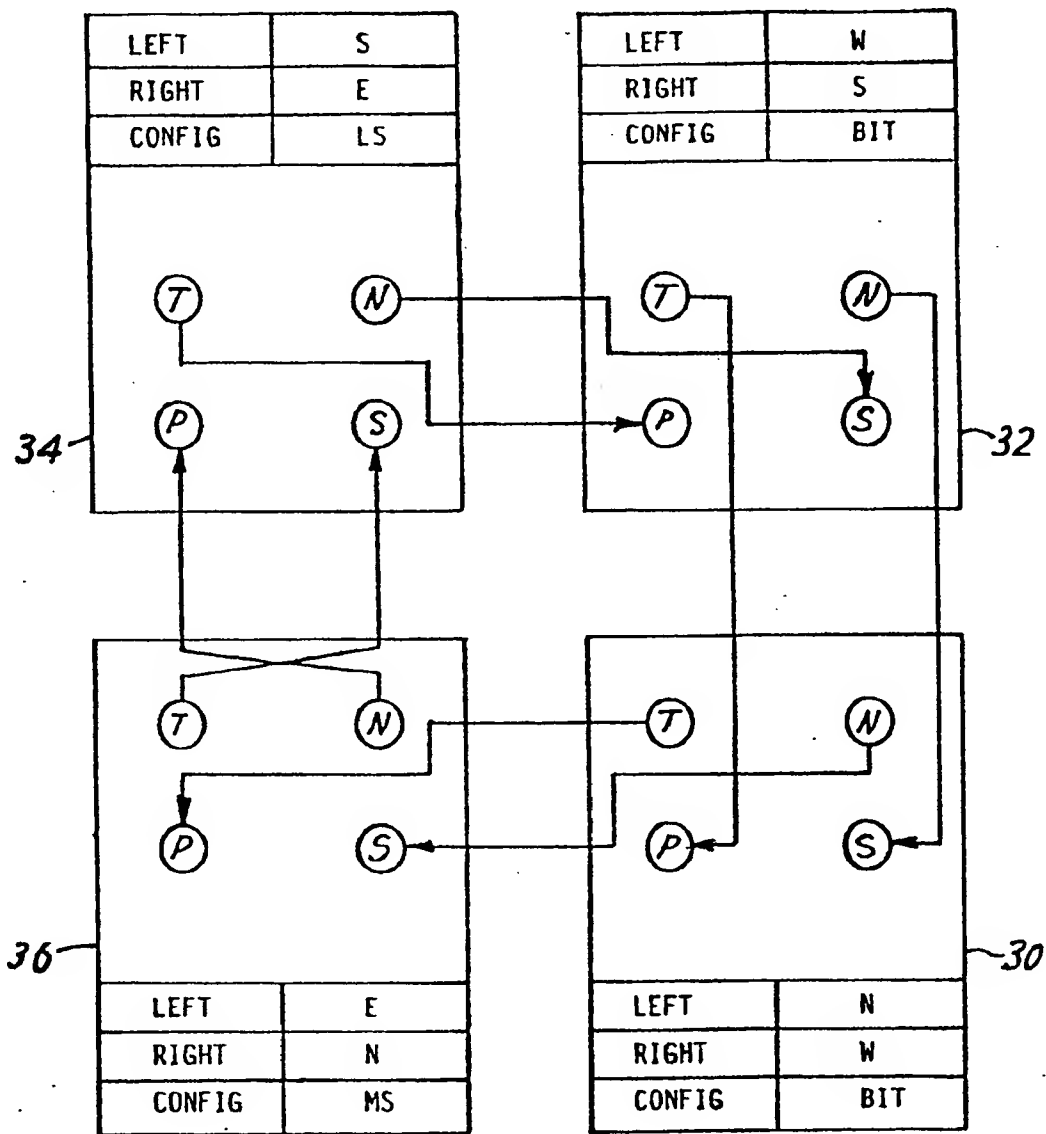 LEFT S
RIGHT E
CONFIG LS
LEFT W
RIGHT S
CONFIG BIT
T N
P S
34
T N
P S
32
T N
P S
36
T N
P S
30
LEFT E
RIGHT N
CONFIG MS
LEFT N
RIGHT W
CONFIG BIT